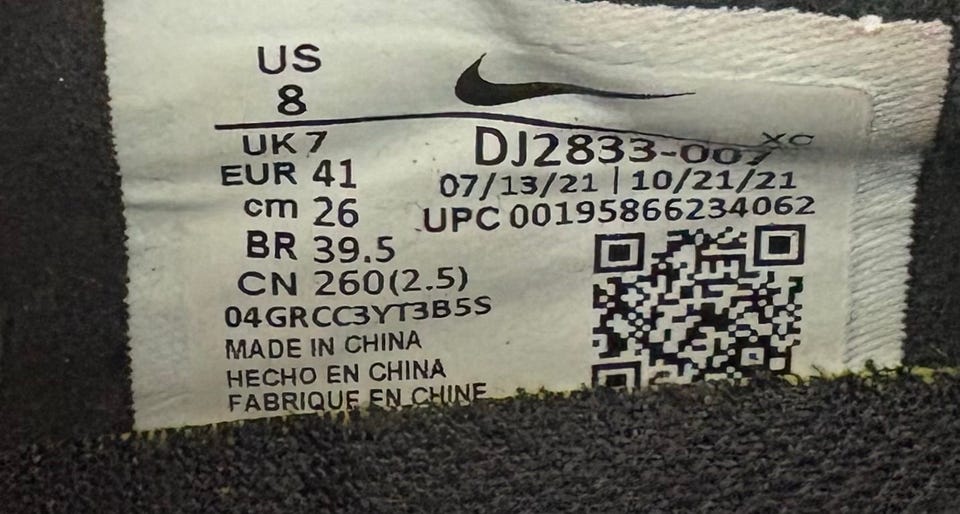 US
8
UK 7
EUR 41
cm 26
BR 39.5
CN 260(2.5)
04GRCC3YT3B5S
MADE IN CHINA
HECHO EN CHINA
FABRIQUE EN CHINE
XC
DJ2833-007
07/13/21 | 10/21/21
UPC 00195866234062